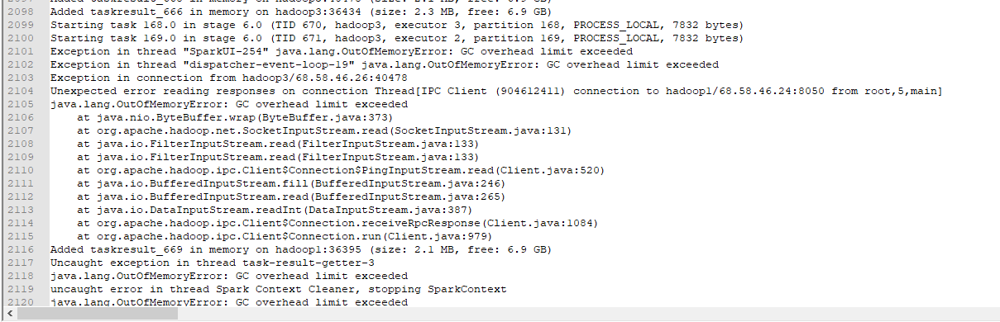 2098 Added taskresult_666 in memory on hadoop3:36434 (size: 2.3 MB, free: 6.9 GB)
2099 Starting task 168.0 in stage 6.0 (TID 670, hadoop3, executor 3, partition 168, PROCESS_LOCAL, 7832 bytes)
2100 Starting task 169.0 in stage 6.0 (TID 671, hadoop3, executor 2, partition 169, PROCESS_LOCAL, 7832 bytes)
2101 Exception in thread "SparkUI-254" java.lang.OutOfMemoryError: GC overhead limit exceeded
2102 Exception in thread "dispatcher-event-loop-19" java.lang.OutOfMemoryError: GC overhead limit exceeded
2103 Exception in connection from hadoop3/68.58.46.26:40478
2104 Unexpected error reading responses on connection Thread[IPC Client (904612411) connection to hadoop1/68.58.46.24:8050 from root,5,main]
2105 java.lang.OutOfMemoryError: GC overhead limit exceeded
2106 at java.nio.ByteBuffer.wrap(ByteBuffer.java:373)
2107 at org.apache.hadoop.net.SocketInputStream.read(SocketInputStream.java:131)
2108 at java.io.FilterInputStream.read(FilterInputStream.java:133)
2109 at java.io.FilterInputStream.read(FilterInputStream.java:133)
2110 at org.apache.hadoop.ipc.Client$Connection$PingInputStream.read(Client.java:520)
2111 at java.io.BufferedInputStream.fill(BufferedInputStream.java:246)
2112 at java.io.BufferedInputStream.read(BufferedInputStream.java:265)
2113 at java.io.DataInputStream.readInt(DataInputStream.java:387)
2114 at org.apache.hadoop.ipc.Client$Connection.receiveRpcResponse(Client.java:1084)
2115 at org.apache.hadoop.ipc.Client$Connection.run(Client.java:979)
2116 Added taskresult_669 in memory on hadoop1:36395 (size: 2.1 MB, free: 6.9 GB)
2117 Uncaught exception in thread task-result-getter-3
2118 java.lang.OutOfMemoryError: GC overhead limit exceeded
2119 uncaught error in thread Spark Context Cleaner, stopping SparkContext
2120 java.lang.OutOfMemoryError: GC overhead limit exceeded